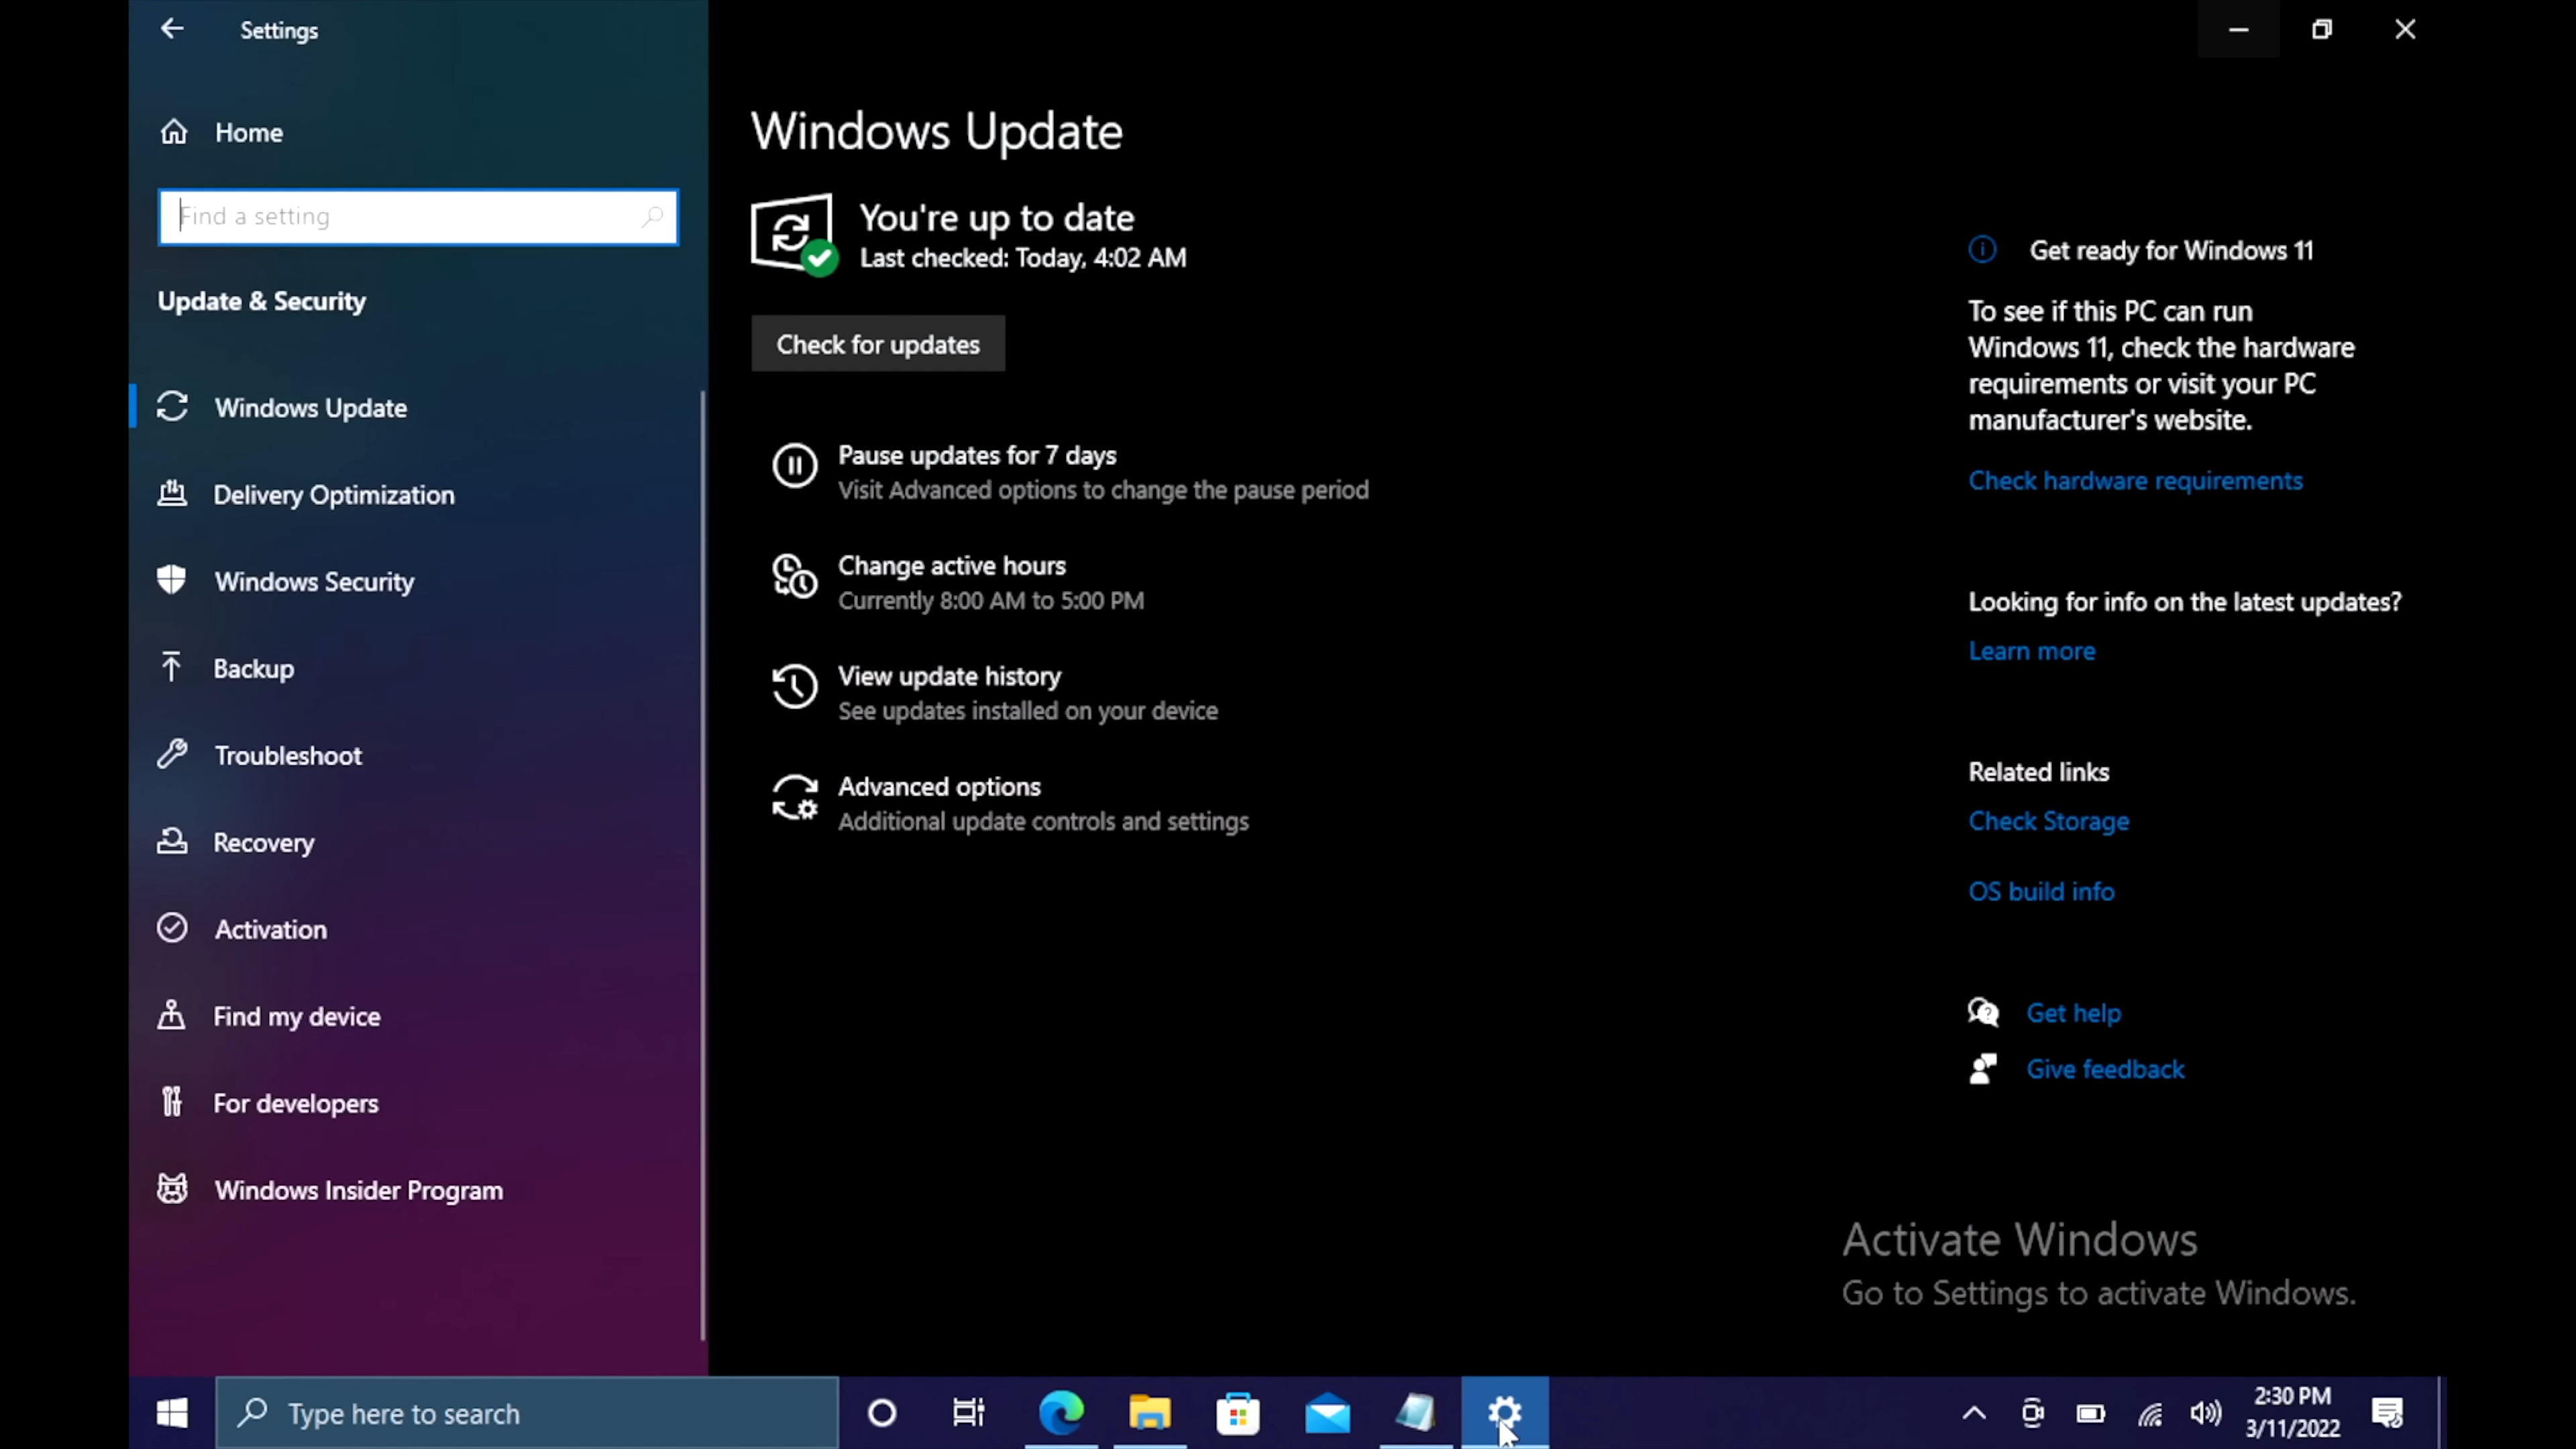 Settings
Home
Find a setting
Update & Security
Windows Update
Delivery Optimization
Windows Security
Backup
Troubleshoot
Recovery
Activation
Find my device
For developers
Windows Insider Program
Windows Update
You're up to date
Last checked: Today, 4:02 AM
Check for updates
Pause updates for 7 days
Visit Advanced options to change the pause period
Change active hours
Currently 8:00 AM to 5:00 PM
View update history
See updates installed on your device
Advanced options
Additional update controls and settings
Get ready for Windows 11
To see if this PC can run
Windows 11, check the hardware
requirements or visit your PC
manufacturer's website.
Check hardware requirements
Looking for info on the latest updates?
Learn more
Related links
Check Storage
OS build info
Get help
Give feedback
Activate Windows
Go to Settings to activate Windows.
Type here to search
2:30 PM
3/11/2022